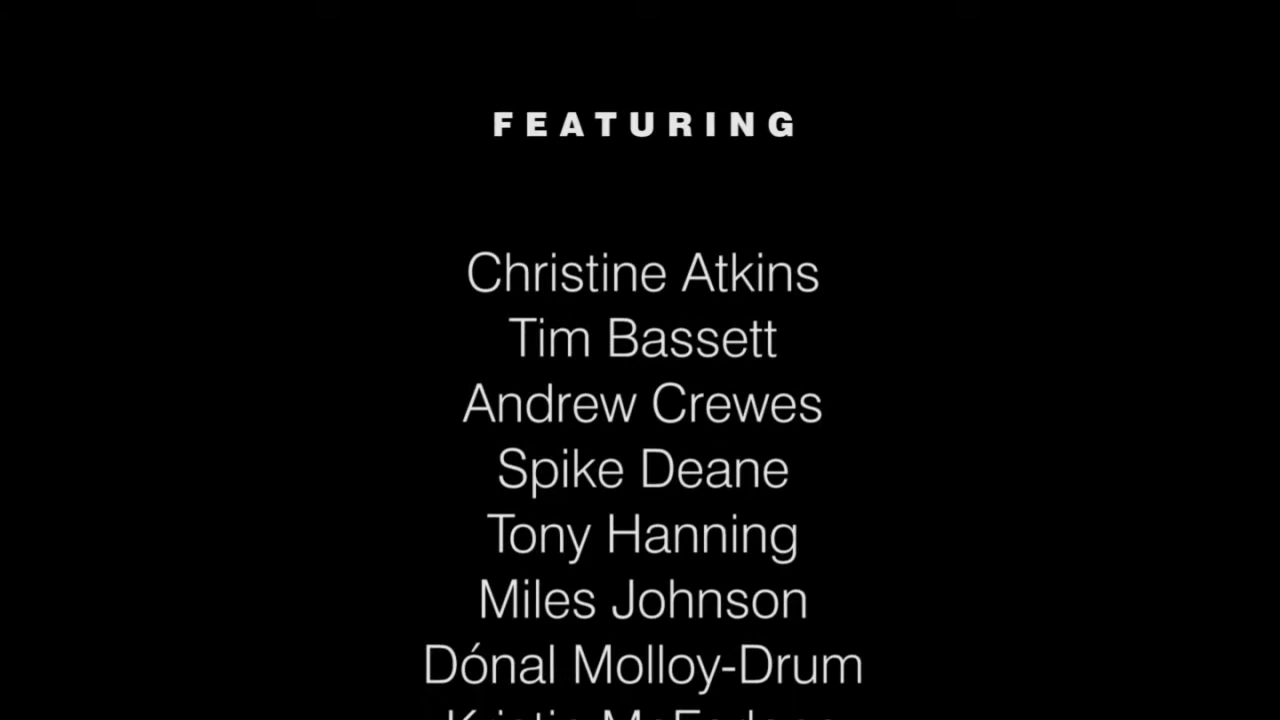 FEATURING
Christine Atkins
Tim Bassett
Andrew Crewes
Spike Deane
Tony Hanning
Miles Johnson
Dónal Molloy-Drum